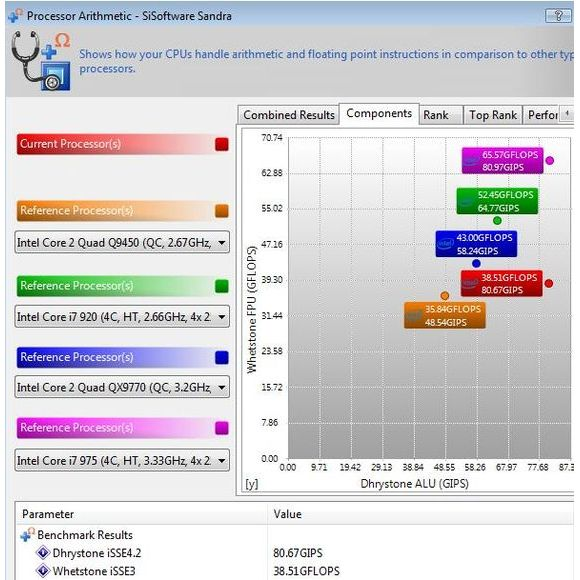 Processor Arithmetic - SiSoftware Sandra
?
Shows how your CPUs handle arithmetic and floating point instructions in comparison to other typ
processors.
Combined Results
Components
Rank
Top Rank
Perfor
Current Processor(s)
Reference Processor(s)
Intel Core 2 Quad Q9450 (QC, 2.67GHz,
Reference Processor(s)
Intel Core i7 920 (4C, HT, 2.66GHz, 4x 2
Reference Processor(s)
Intel Core 2 Quad QX9770 (QC, 3.2GHz,
Reference Processor(s)
Intel Core i7 975 (4C, HT, 3.33GHz, 4x 2
Whetstone FPU (GFLOPS)
70.74
62.88
55.02
47.16
39.30
31.44
23.58
15.72
7.86
0.00
65.57GFLOPS
80.97GIPS
52.45GFLOPS
64.77GIPS
43.00GFLOPS
58.24GIPS
38.51GFLOPS
80.67GIPS
35.84GFLOPS
48.54GIPS
0.00 9.71 19.42 29.13 38.84 48.55 58.26 67.97 77.68 87.3
[y]
Dhrystone ALU (GIPS)
Parameter Value
Benchmark Results
Dhrystone iSSE4.2 80.67GIPS
Whetstone iSSE3 38.51GFLOPS